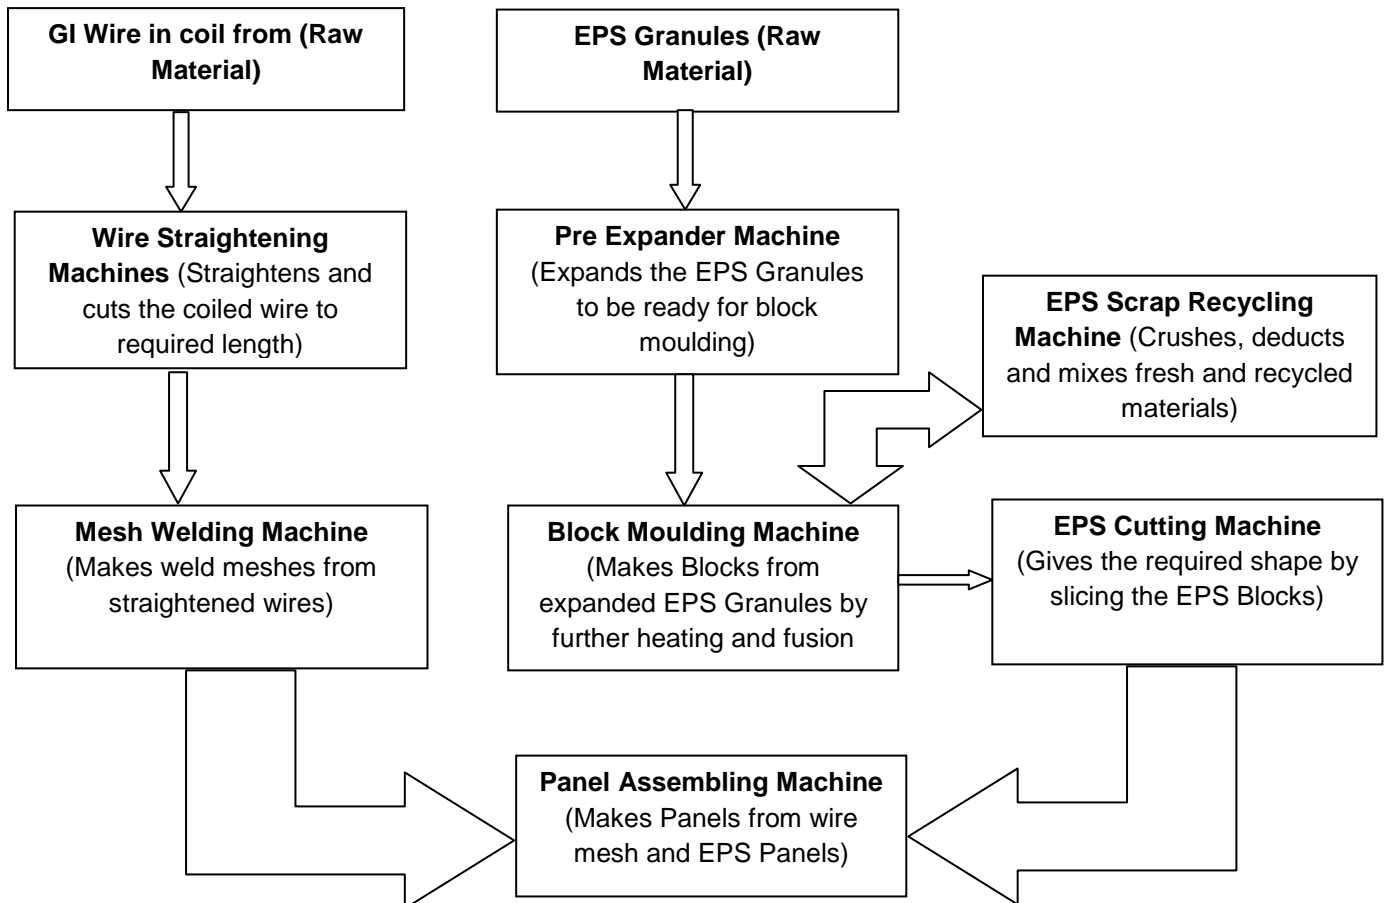 GI Wire in coil from (Raw
Material)
EPS Granules (Raw
Material)
Wire Straightening
Machines (Straightens and
cuts the coiled wire to
required length)
Pre Expander Machine
(Expands the EPS Granules
to be ready for block
moulding)
EPS Scrap Recycling
Machine (Crushes, deducts
and mixes fresh and recycled
materials)
Mesh Welding Machine
(Makes weld meshes from
straightened wires)
Block Moulding Machine
(Makes Blocks from
expanded EPS Granules by
further heating and fusion
EPS Cutting Machine
(Gives the required shape by
slicing the EPS Blocks)
Panel Assembling Machine
(Makes Panels from wire
mesh and EPS Panels)